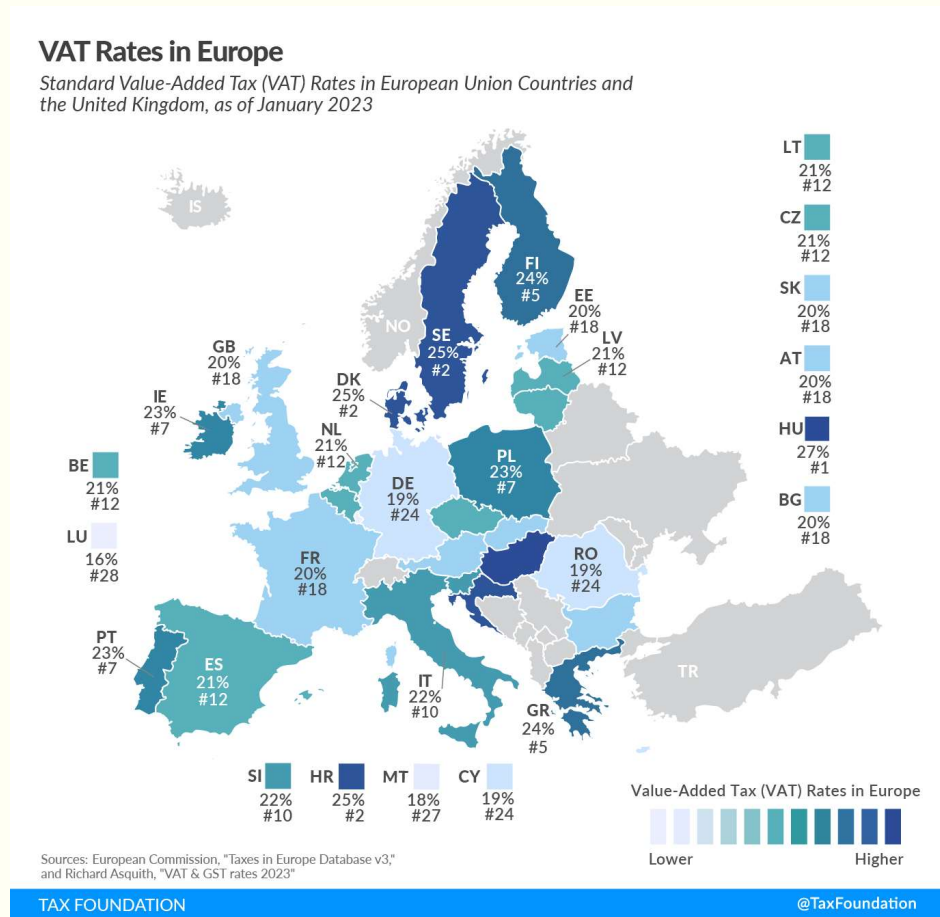 VAT Rates in Europe
Standard Value-Added Tax (VAT) Rates in European Union Countries and
the United Kingdom, as of January 2023
LT
21%
#12
CZ
21%
#12
SK
20%
#18
AT
20%
#18
HU
27%
#1
BG
20%
#18
IS
NO
FI
24%
#5
SE
25%
#2
EE
20%
#18
LV
21%
#12
GB
20%
#18
DK
25%
#2
IE
23%
#7
NL
21%
#12
BE
21%
#12
LU
16%
#28
DE
19%
#24
PL
23%
#7
FR
20%
#18
RO
19%
#24
PT
23%
#7
ES
21%
#12
IT
22%
#10
GR
24%
#5
TR
SI
22%
#10
HR
25%
#2
MT
18%
#27
CY
19%
#24
Value-Added Tax (VAT) Rates in Europe
Lower Higher
Sources: European Commission, "Taxes in Europe Database v3,"
and Richard Asquith, "VAT & GST rates 2023"
TAX FOUNDATION @TaxFoundation